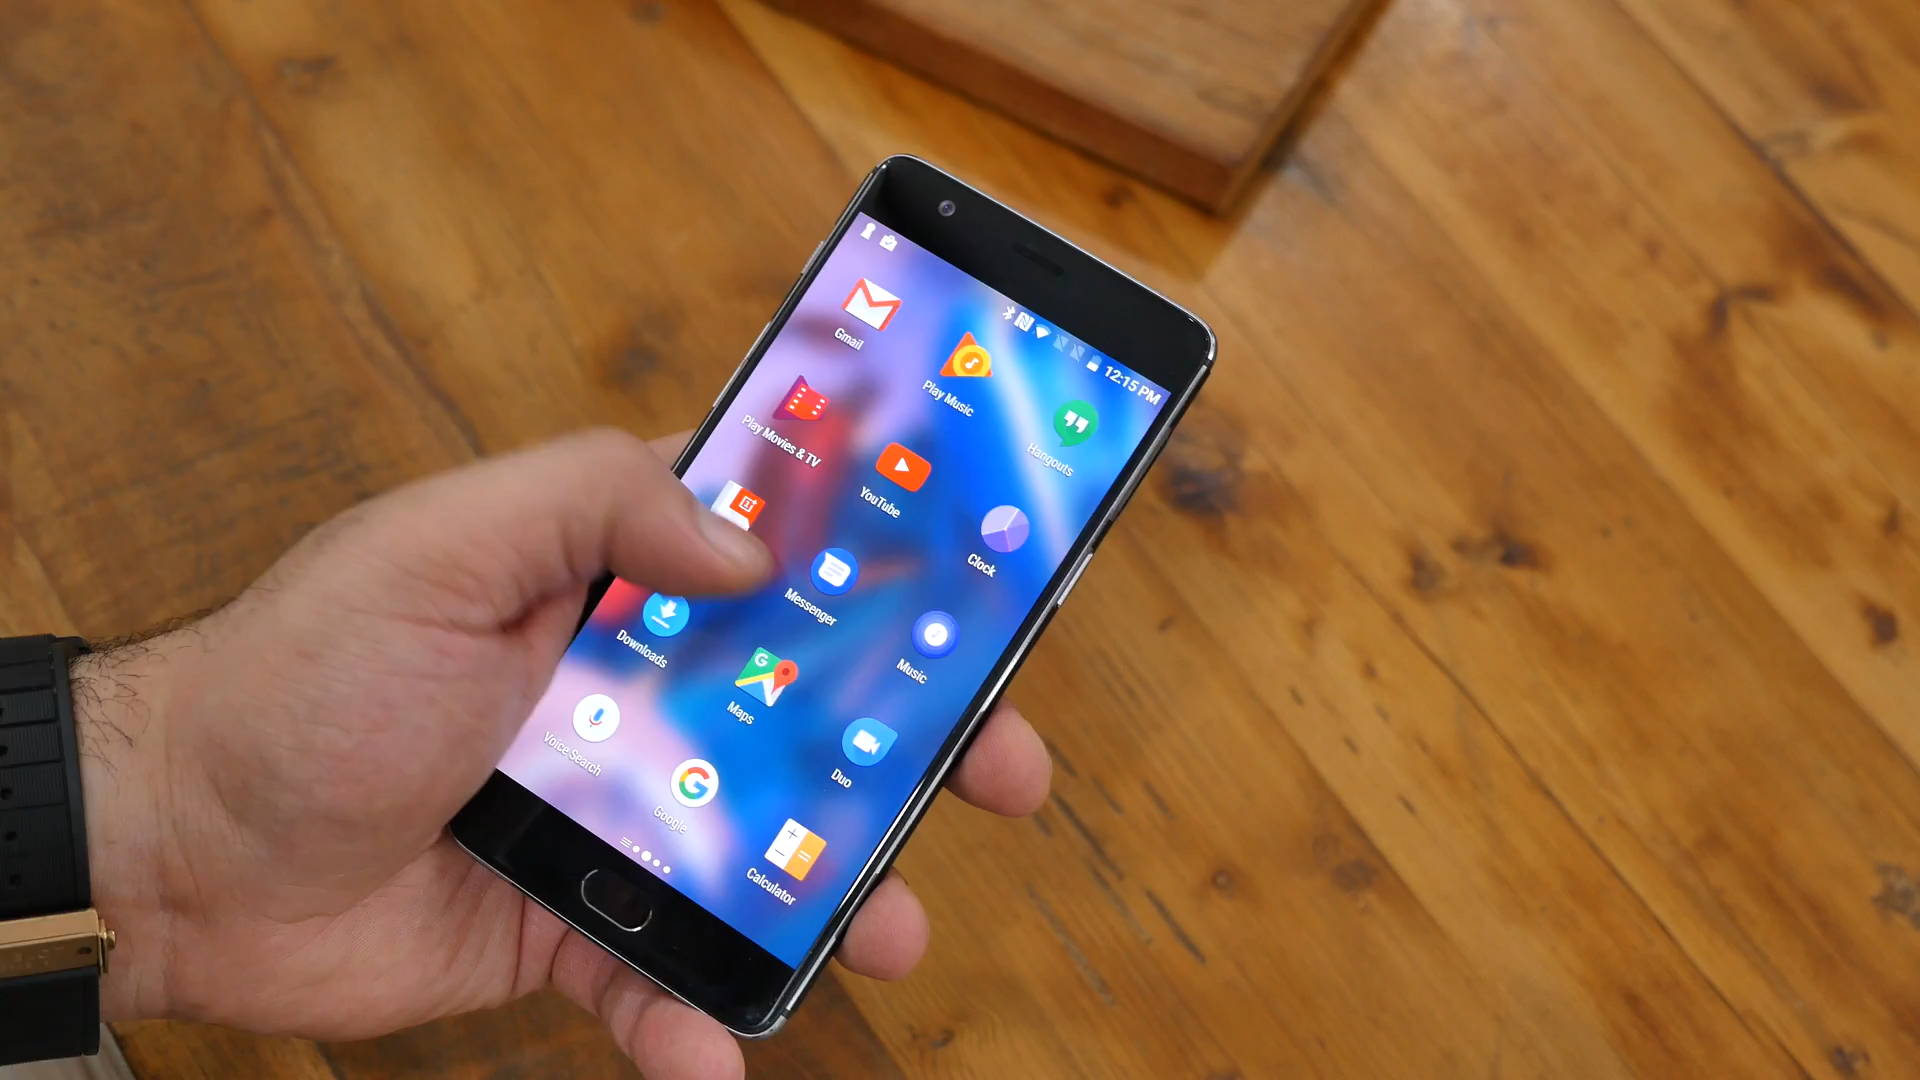 12:15 PM
Gmail
Play Music
Hangouts
Play Movies & TV
YouTube
Clock
Messenger
Music
Downloads
Maps
Duo
Voice Search
Google
Calculator